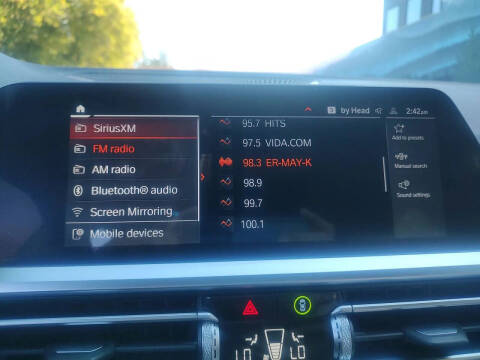 3 by Head 2:42pm
SiriusXM
FM radio
AM radio
Bluetooth® audio
Screen Mirroring
Mobile devices
95.7 HITS
97.5 VIDA.COM
98.3 ER-MAY-K
98.9
99.7
100.1
Add to presets
Manual search
Sound settings
LO LO